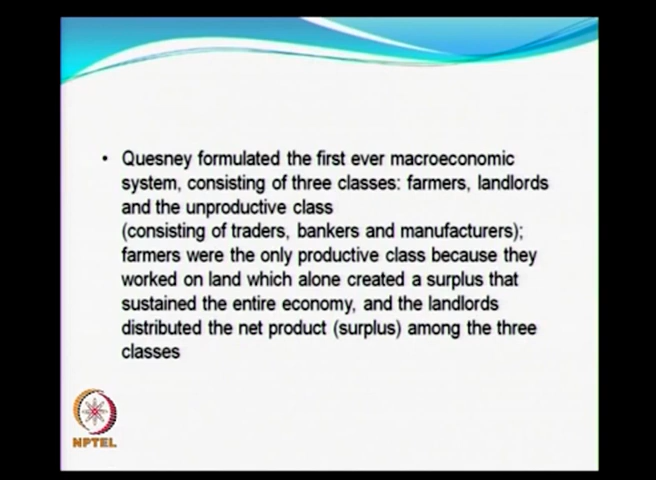 • Quesney formulated the first ever macroeconomic
system, consisting of three classes: farmers, landlords
and the unproductive class
(consisting of traders, bankers and manufacturers);
farmers were the only productive class because they
worked on land which alone created a surplus that
sustained the entire economy, and the landlords
distributed the net product (surplus) among the three
classes
NPTEL